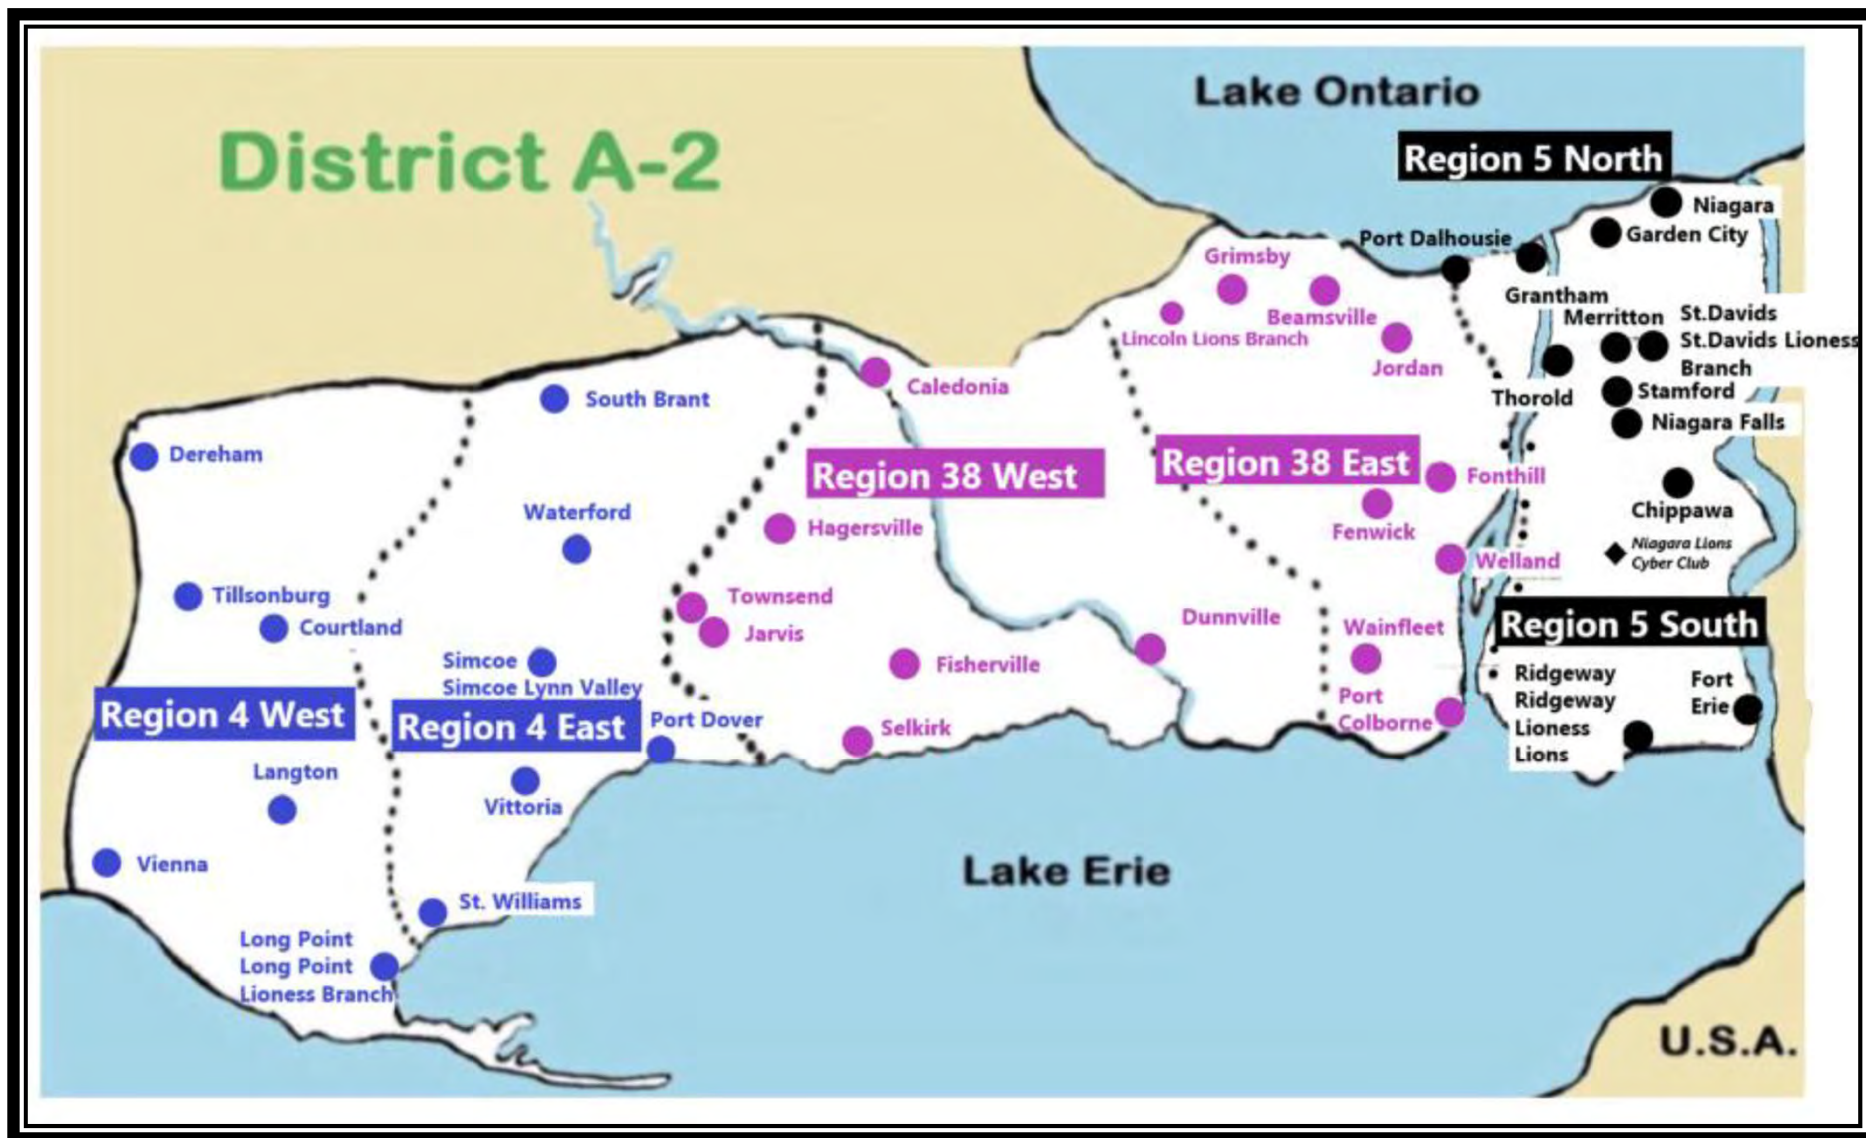 Lake Ontario
District A-2
Region 5 North
Niagara
Garden City
Port Dalhousie
Grimsby
Grantham
Merritton
St.Davids
Beamsville
Lincoln Lions Branch
St.Davids Lioness
Branch
Jordan
Caledonia
Thorold
Stamford
South Brant
Niagara Falls
Dereham
Region 38 West
Region 38 East
Fonthill
Waterford
Hagersville
Fenwick
Chippawa
Niagara Lions
Cyber Club
Welland
Tillsonburg
Townsend
Courtland
Jarvis
Dunnville
Wainfleet
Region 5 South
Simcoe
Simcoe Lynn Valley
Fisherville
Ridgeway
Ridgeway
Lioness
Lions
Fort
Erie
Region 4 West
Region 4 East
Port Dover
Selkirk
Port
Colborne
Langton
Vittoria
Vienna
Lake Erie
St. Williams
Long Point
Long Point
Lioness Branch
U.S.A.